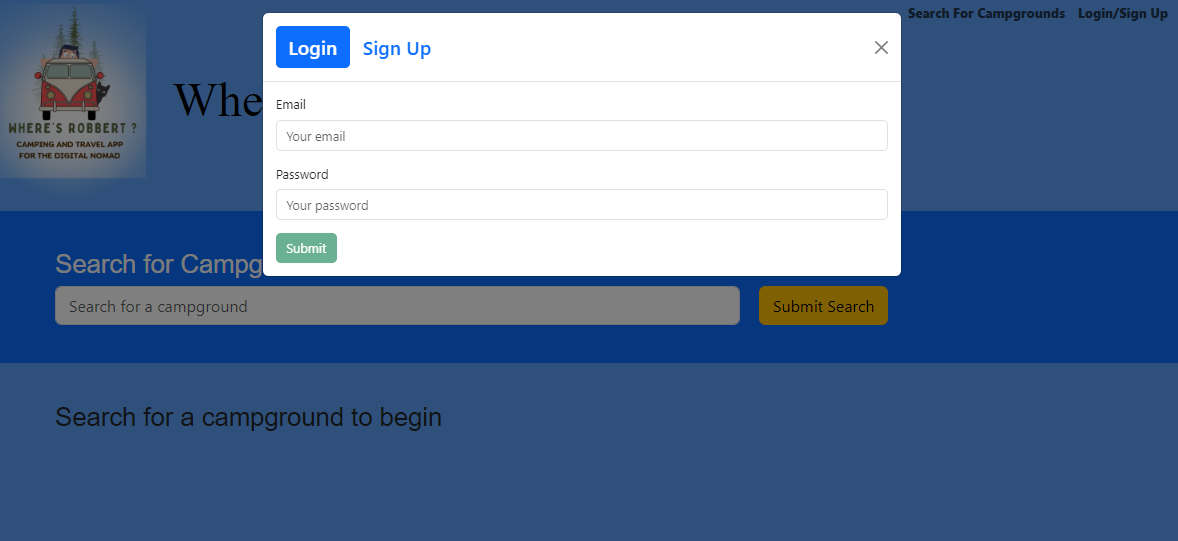 Search For Campgrounds Login/Sign Up
Login Sign Up
WHERE'S ROBBERT ?
CAMPING AND TRAVEL APP
FOR THE DIGITAL NOMAD
Whe
Email
Your email
Password
Your password
Submit
Search for Campg
Search for a campground
Submit Search
Search for a campground to begin